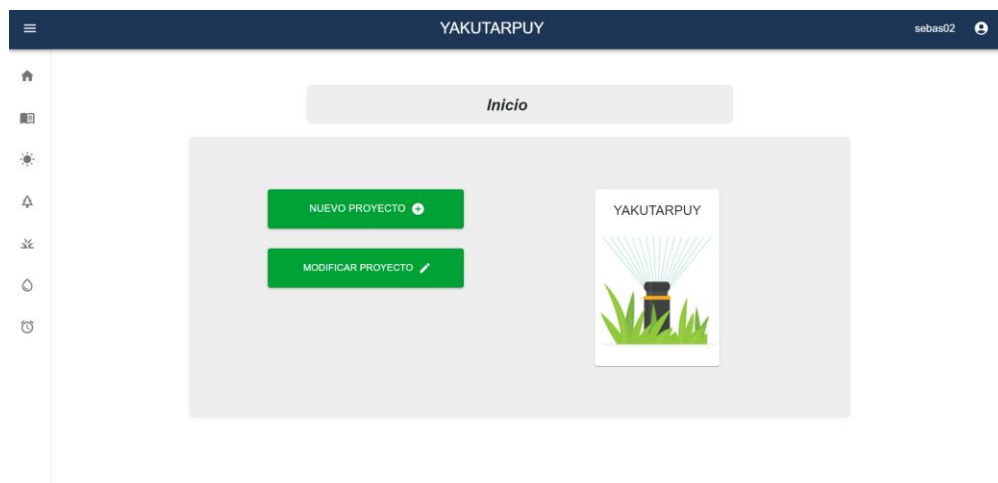 YAKUTARPUY
sebas02
Inicio
NUEVO PROYECTO
MODIFICAR PROYECTO
YAKUTARPUY